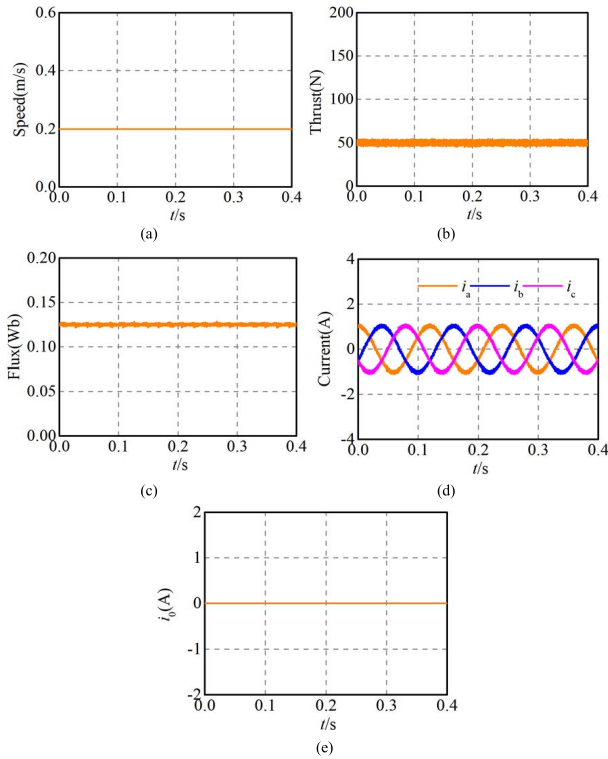 0.6
0.4
0.2
0.0
Speed(m/s)
0.0 0.1 0.2 0.3 0.4
t/s
(a)
200
150
100
50
0
Thrust(N)
0.0 0.1 0.2 0.3 0.4
t/s
(b)
0.20
0.15
0.10
0.05
0.00
Flux(Wb)
0.0 0.1 0.2 0.3 0.4
t/s
(c)
4
2
0
-2
-4
Current(A)
ia ib ic
0.0 0.1 0.2 0.3 0.4
t/s
(d)
2
1
0
-1
-2
i0(A)
0.0 0.1 0.2 0.3 0.4
t/s
(e)